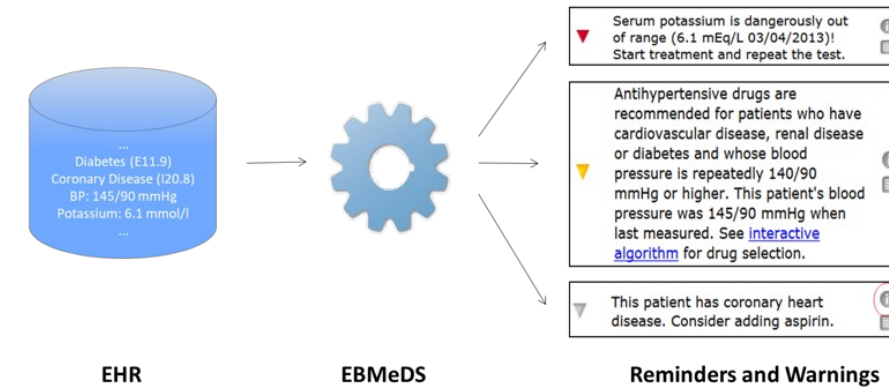 ...
Diabetes (E11.9)
Coronary Disease (I20.8)
BP: 145/90 mmHg
Potassium: 6.1 mmol/l
...
Serum potassium is dangerously out
of range (6.1 mEq/L 03/04/2013)!
Start treatment and repeat the test.
Antihypertensive drugs are
recommended for patients who have
cardiovascular disease, renal disease
or diabetes and whose blood
pressure is repeatedly 140/90
mmHg or higher. This patient's blood
pressure was 145/90 mmHg when
last measured. See interactive
algorithm for drug selection.
This patient has coronary heart
disease. Consider adding aspirin.
EHR
EBMeDS
Reminders and Warnings